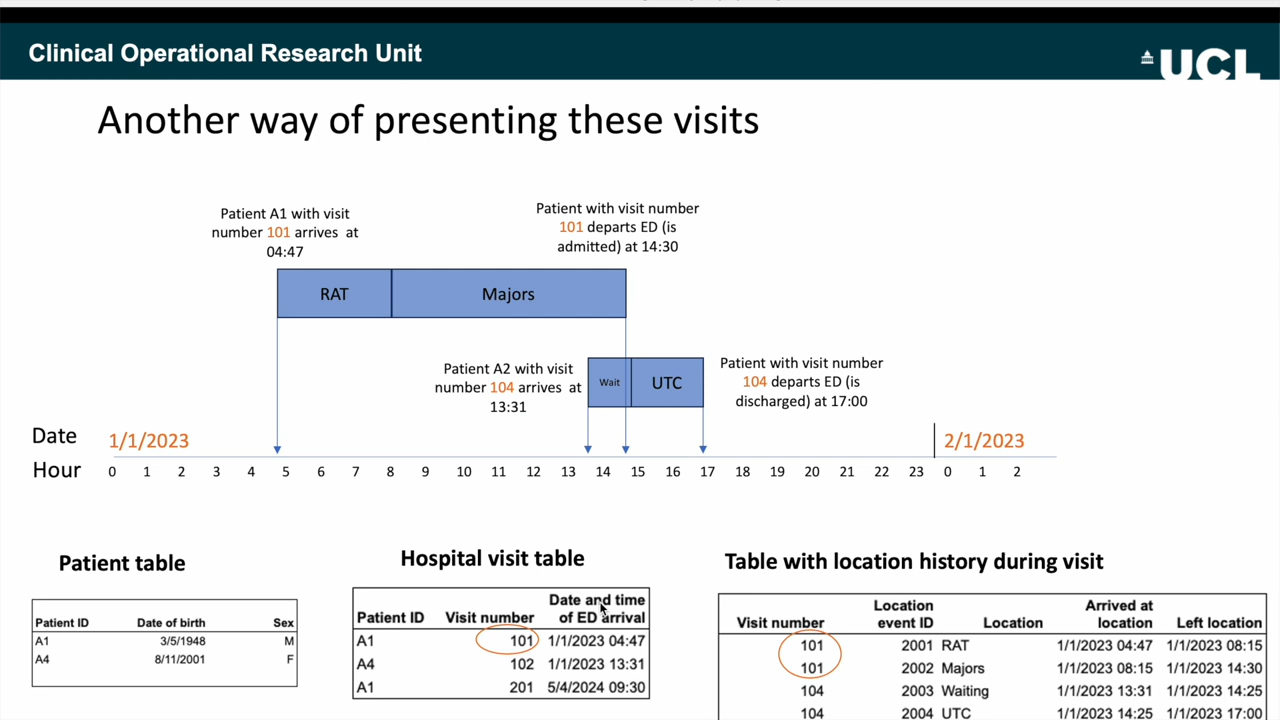 Clinical Operational Research Unit
UCL
Another way of presenting these visits
Patient A1 with visit
number 101 arrives at
04:47
Patient with visit number
101 departs ED (is
admitted) at 14:30
RAT
Majors
Patient A2 with visit
number 104 arrives at
13:31
Wait
UTC
Patient with visit number
104 departs ED (is
discharged) at 17:00
Date 1/1/2023 2/1/2023
Hour 0 1 2 3 4 5 6 7 8 9 10 11 12 13 14 15 16 17 18 19 20 21 22 23 0 1 2
Patient table
Patient ID Date of birth Sex
A1 3/5/1948 M
A4 8/11/2001 F
Hospital visit table
Date and time
Patient ID Visit number of ED arrival
A1 101 1/1/2023 04:47
A4 102 1/1/2023 13:31
A1 201 5/4/2024 09:30
Table with location history during visit
Location Arrived at
Visit number event ID Location location Left location
101 2001 RAT 1/1/2023 04:47 1/1/2023 08:15
101 2002 Majors 1/1/2023 08:15 1/1/2023 14:30
104 2003 Waiting 1/1/2023 13:31 1/1/2023 14:25
104 2004 UTC 1/1/2023 14:25 1/1/2023 17:00